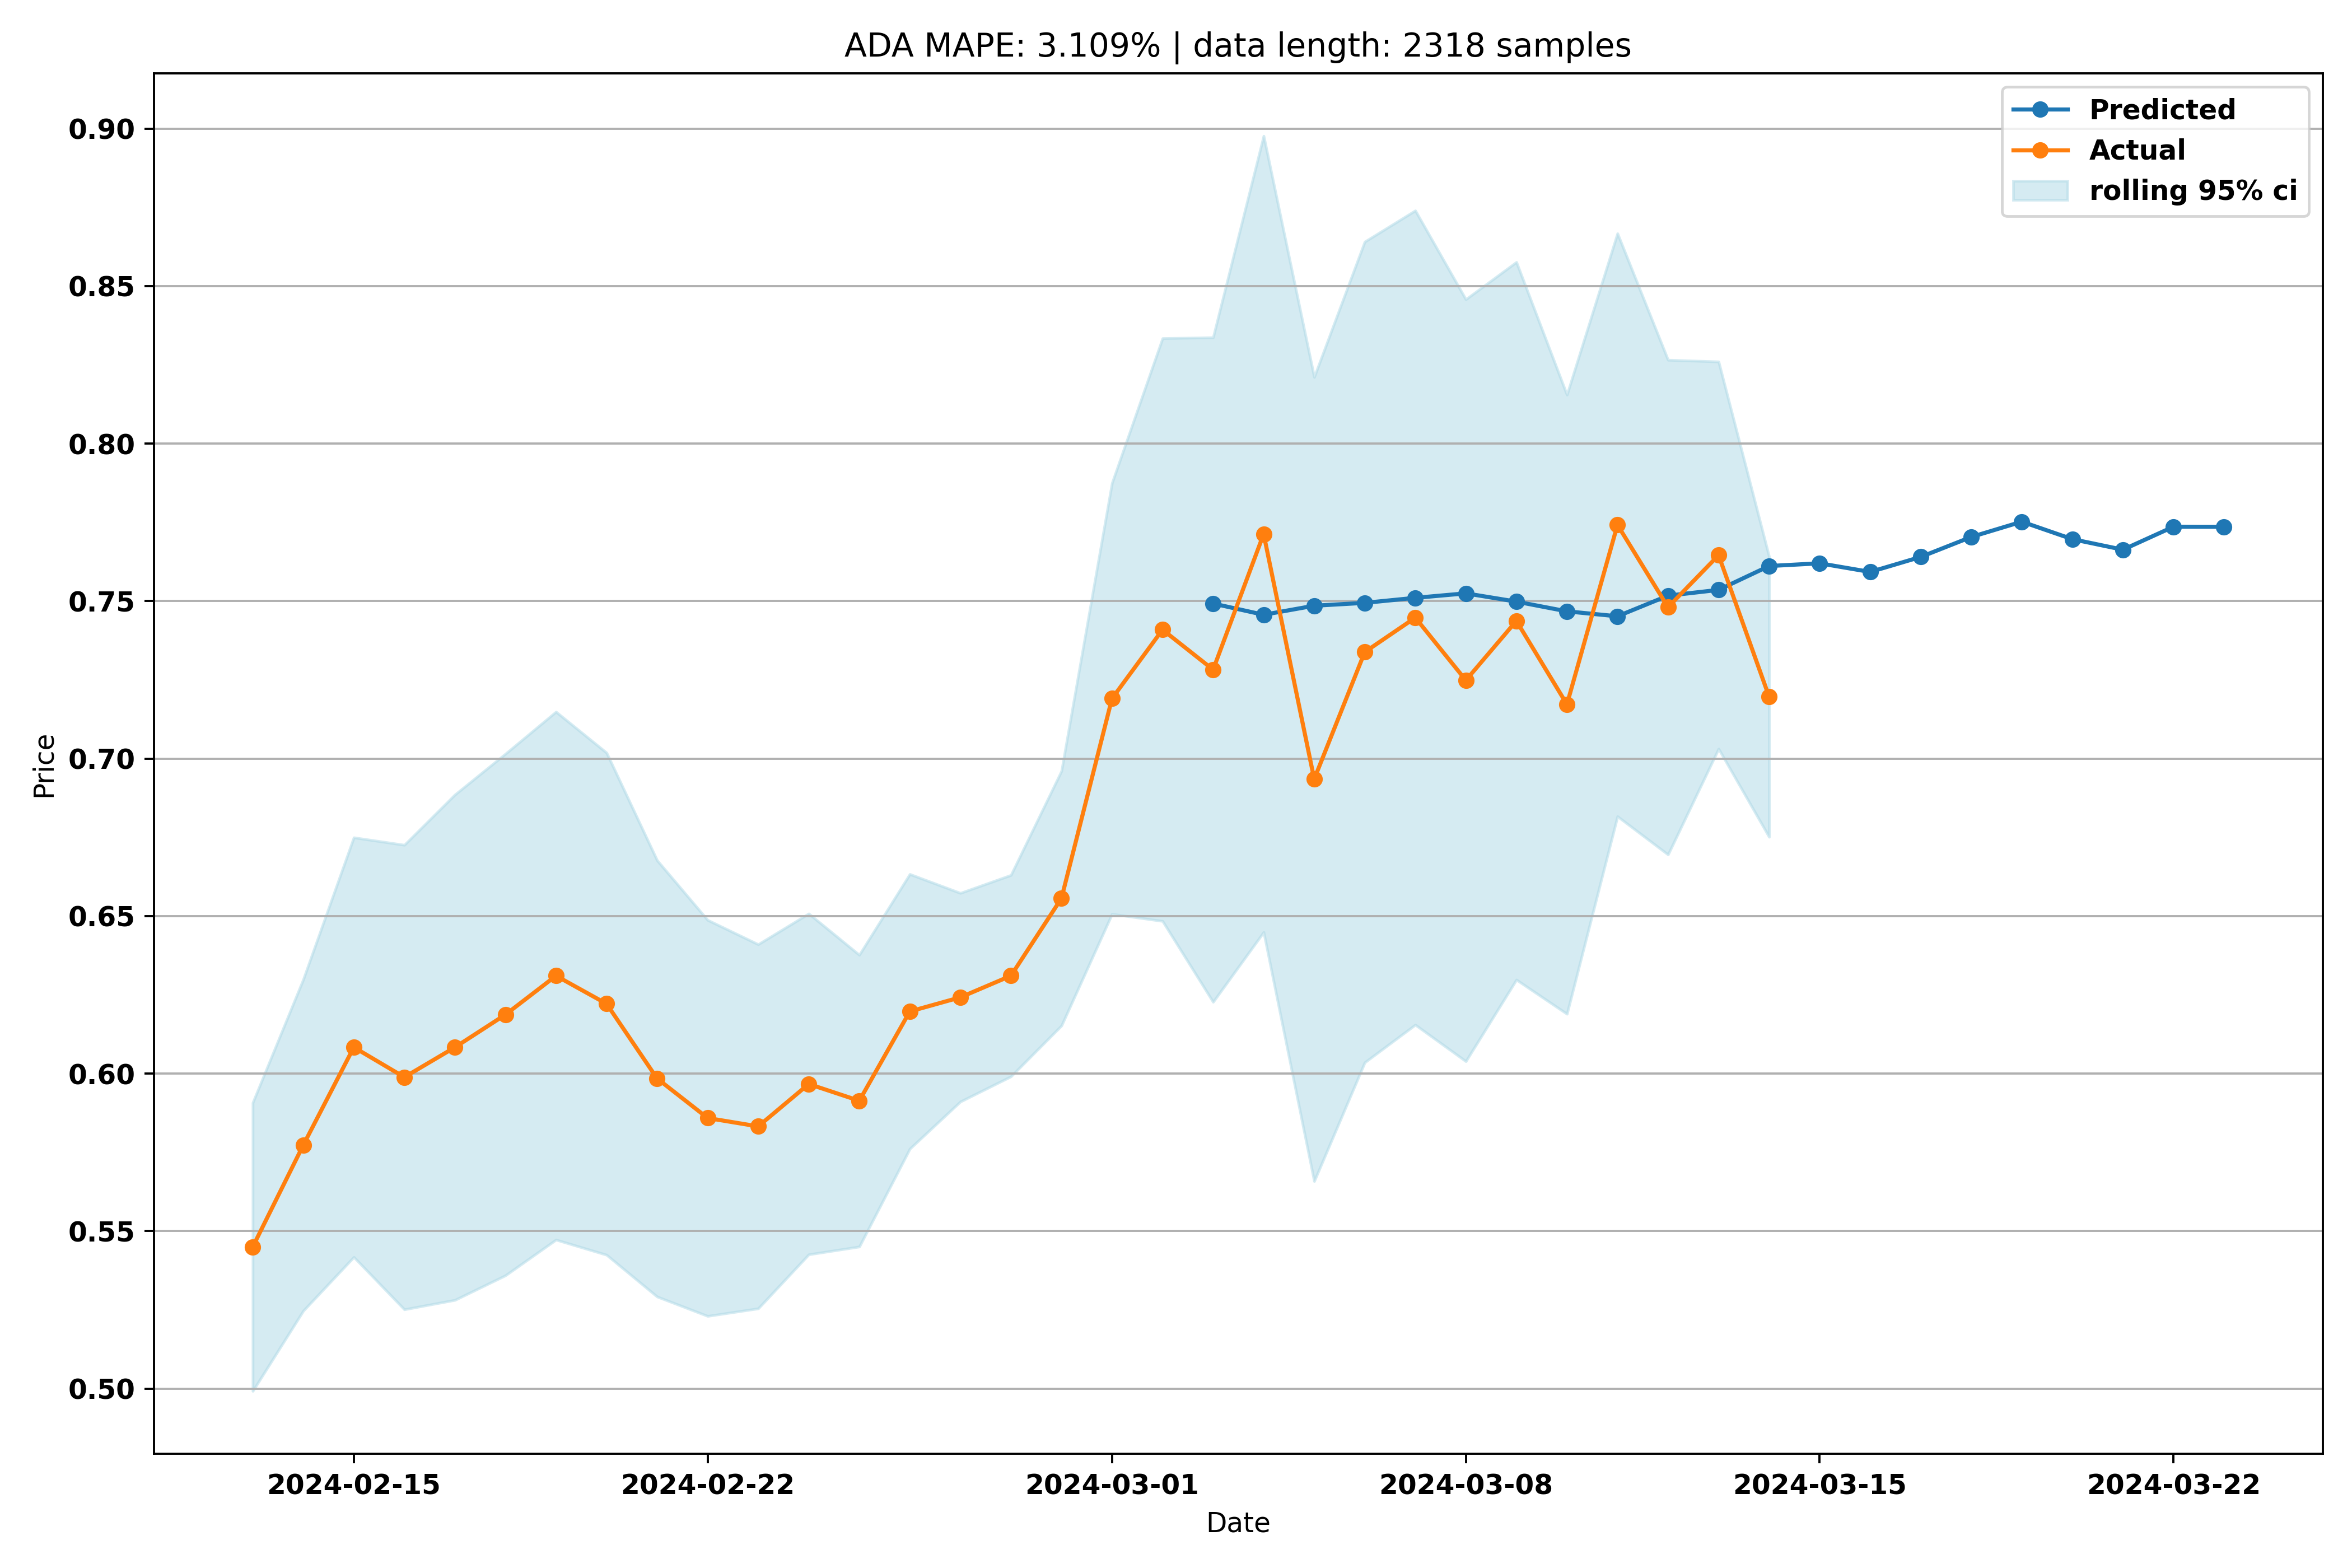 ADA MAPE: 3.109% | data length: 2318 samples
Predicted
Actual
rolling 95% ci
0.90
0.85
0.80
0.75
0.70
0.65
0.60
0.55
0.50
Price
2024-02-15 2024-02-22 2024-03-01 2024-03-08 2024-03-15 2024-03-22
Date